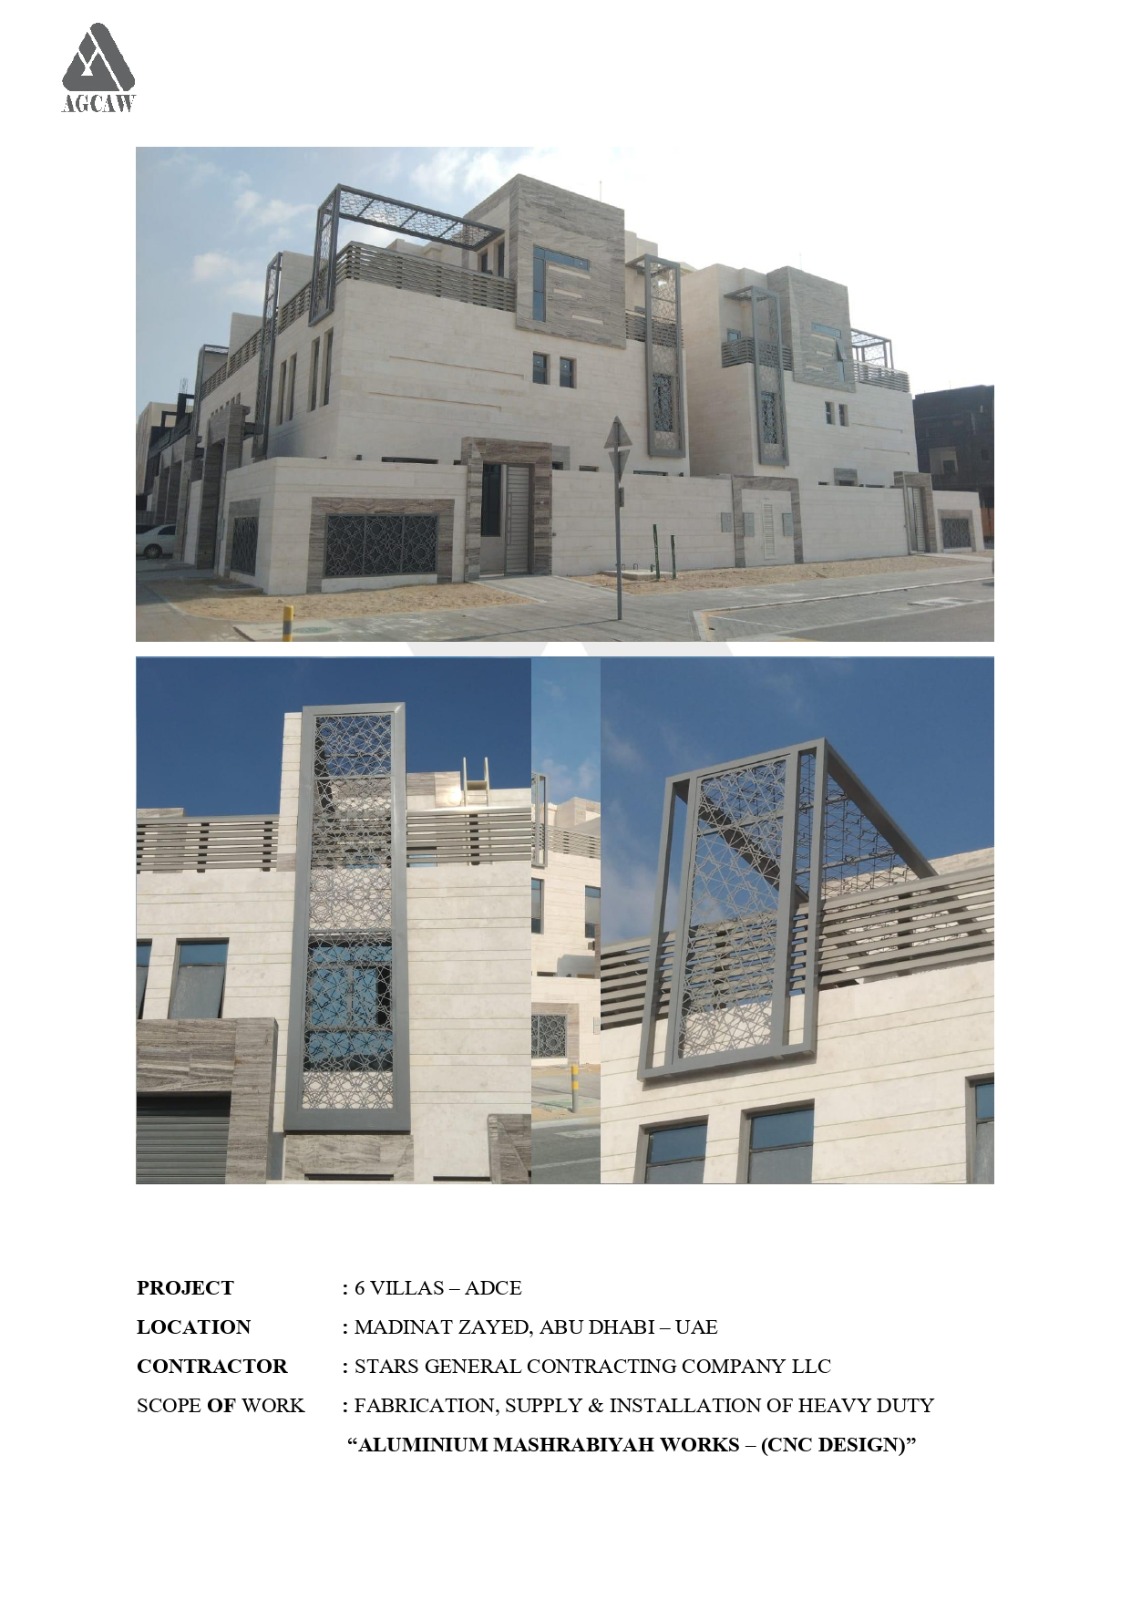 AGCAW
PROJECT : 6 VILLAS – ADCE
LOCATION : MADINAT ZAYED, ABU DHABI – UAE
CONTRACTOR : STARS GENERAL CONTRACTING COMPANY LLC
SCOPE OF WORK : FABRICATION, SUPPLY & INSTALLATION OF HEAVY DUTY
“ALUMINIUM MASHRABIYAH WORKS – (CNC DESIGN)”